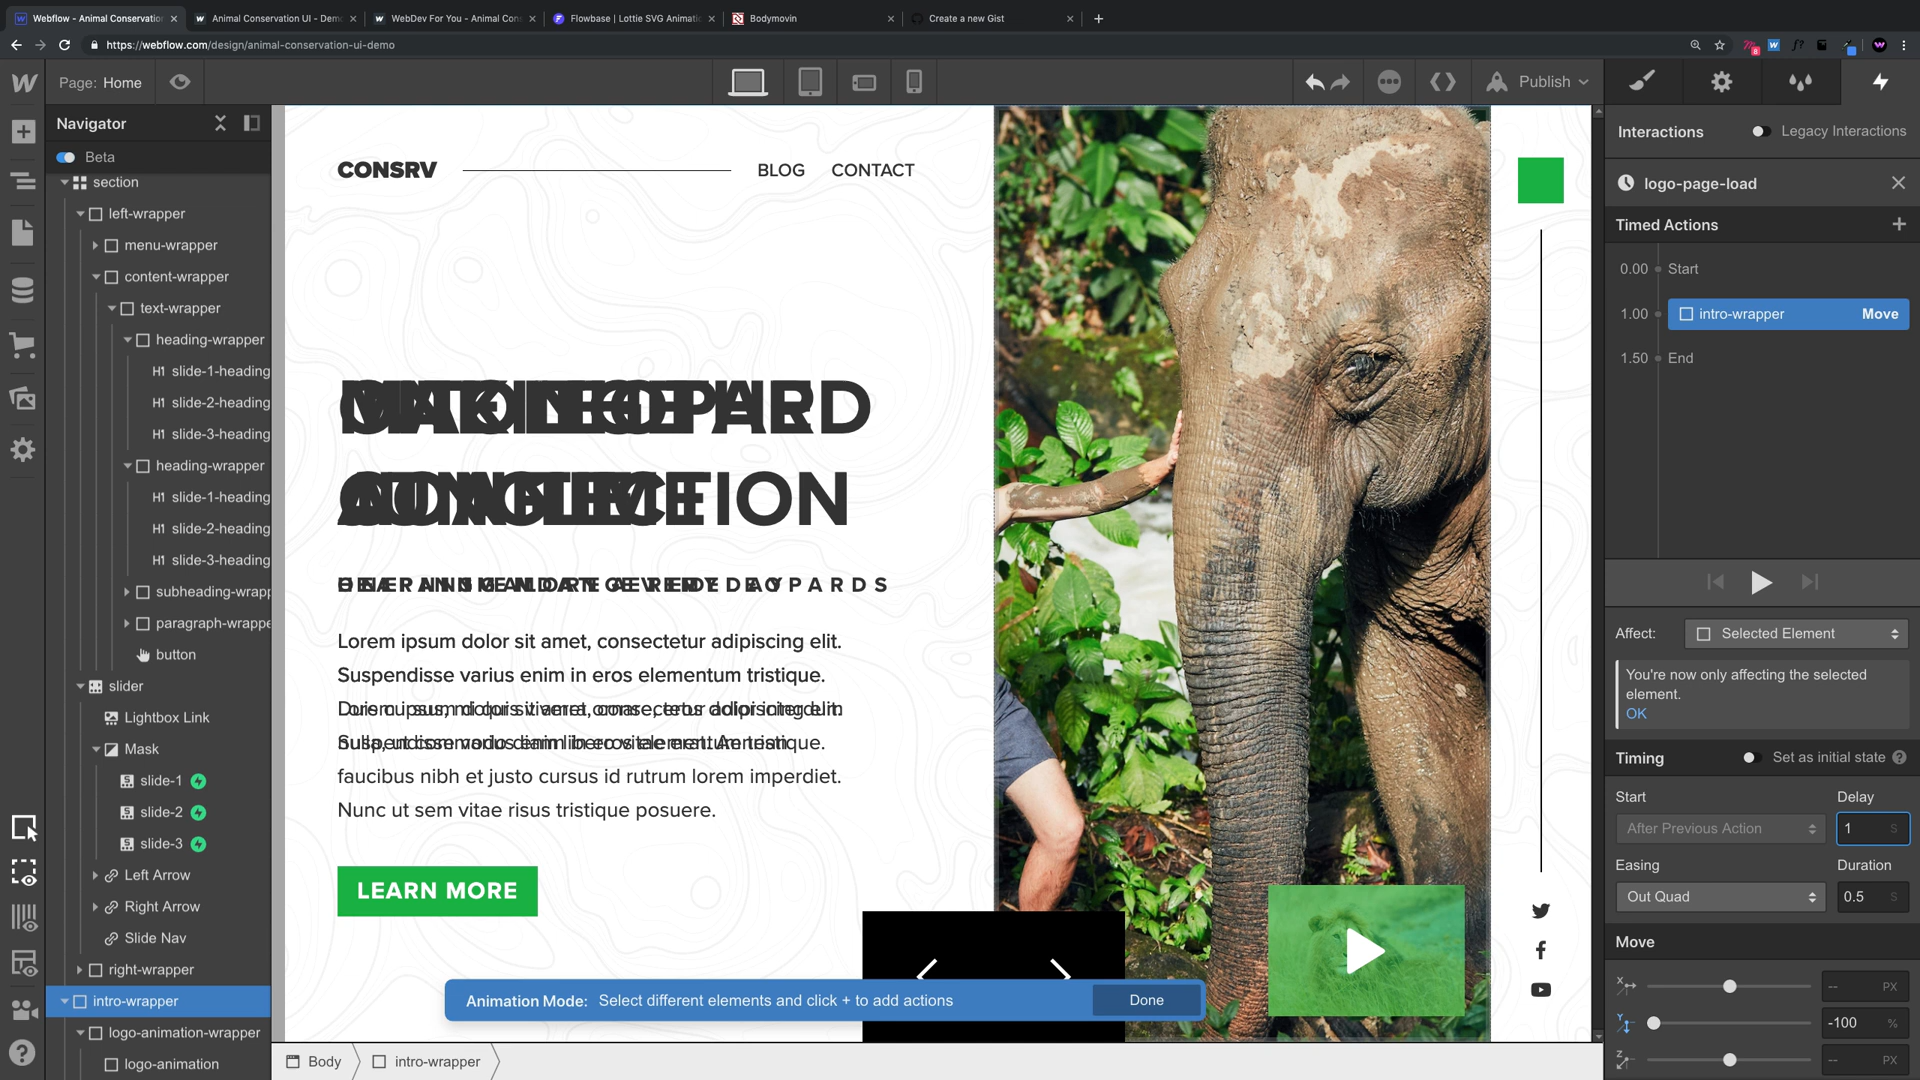 Webflow - Animal Conservation
Animal Conservation UI - Dem
WebDev For You - Animal Con
Flowbase | Lottie SVG Animati
Bodymovin
Create a new Gist
https://webflow.com/design/animal-conservation-ui-demo
Page: Home
Publish
Navigator
Beta
section
left-wrapper
menu-wrapper
content-wrapper
text-wrapper
heading-wrapper
H1 slide-1-heading
H1 slide-2-heading
H1 slide-3-heading
heading-wrapper
H1 slide-1-heading
H1 slide-2-heading
H1 slide-3-heading
subheading-wrapp
paragraph-wrappe
button
slider
Lightbox Link
Mask
slide-1
slide-2
slide-3
Left Arrow
Right Arrow
Slide Nav
right-wrapper
intro-wrapper
logo-animation-wrapper
logo-animation
CONSRV
BLOG
CONTACT
Lorem ipsum dolor sit amet, consectetur adipiscing elit.
Suspendisse varius enim in eros elementum tristique.
faucibus nibh et justo cursus id rutrum lorem imperdiet.
Nunc ut sem vitae risus tristique posuere.
LEARN MORE
Animation Mode: Select different elements and click + to add actions
Done
Body
intro-wrapper
Interactions
Legacy Interactions
logo-page-load
Timed Actions
0.00 Start
1.00 intro-wrapper Move
1.50 End
Affect: Selected Element
You're now only affecting the selected
element.
OK
Timing
Set as initial state
Start
Delay
After Previous Action
1 S
Easing
Duration
Out Quad
0.5 S
Move
X -- PX
Y -100 %
Z -- PX